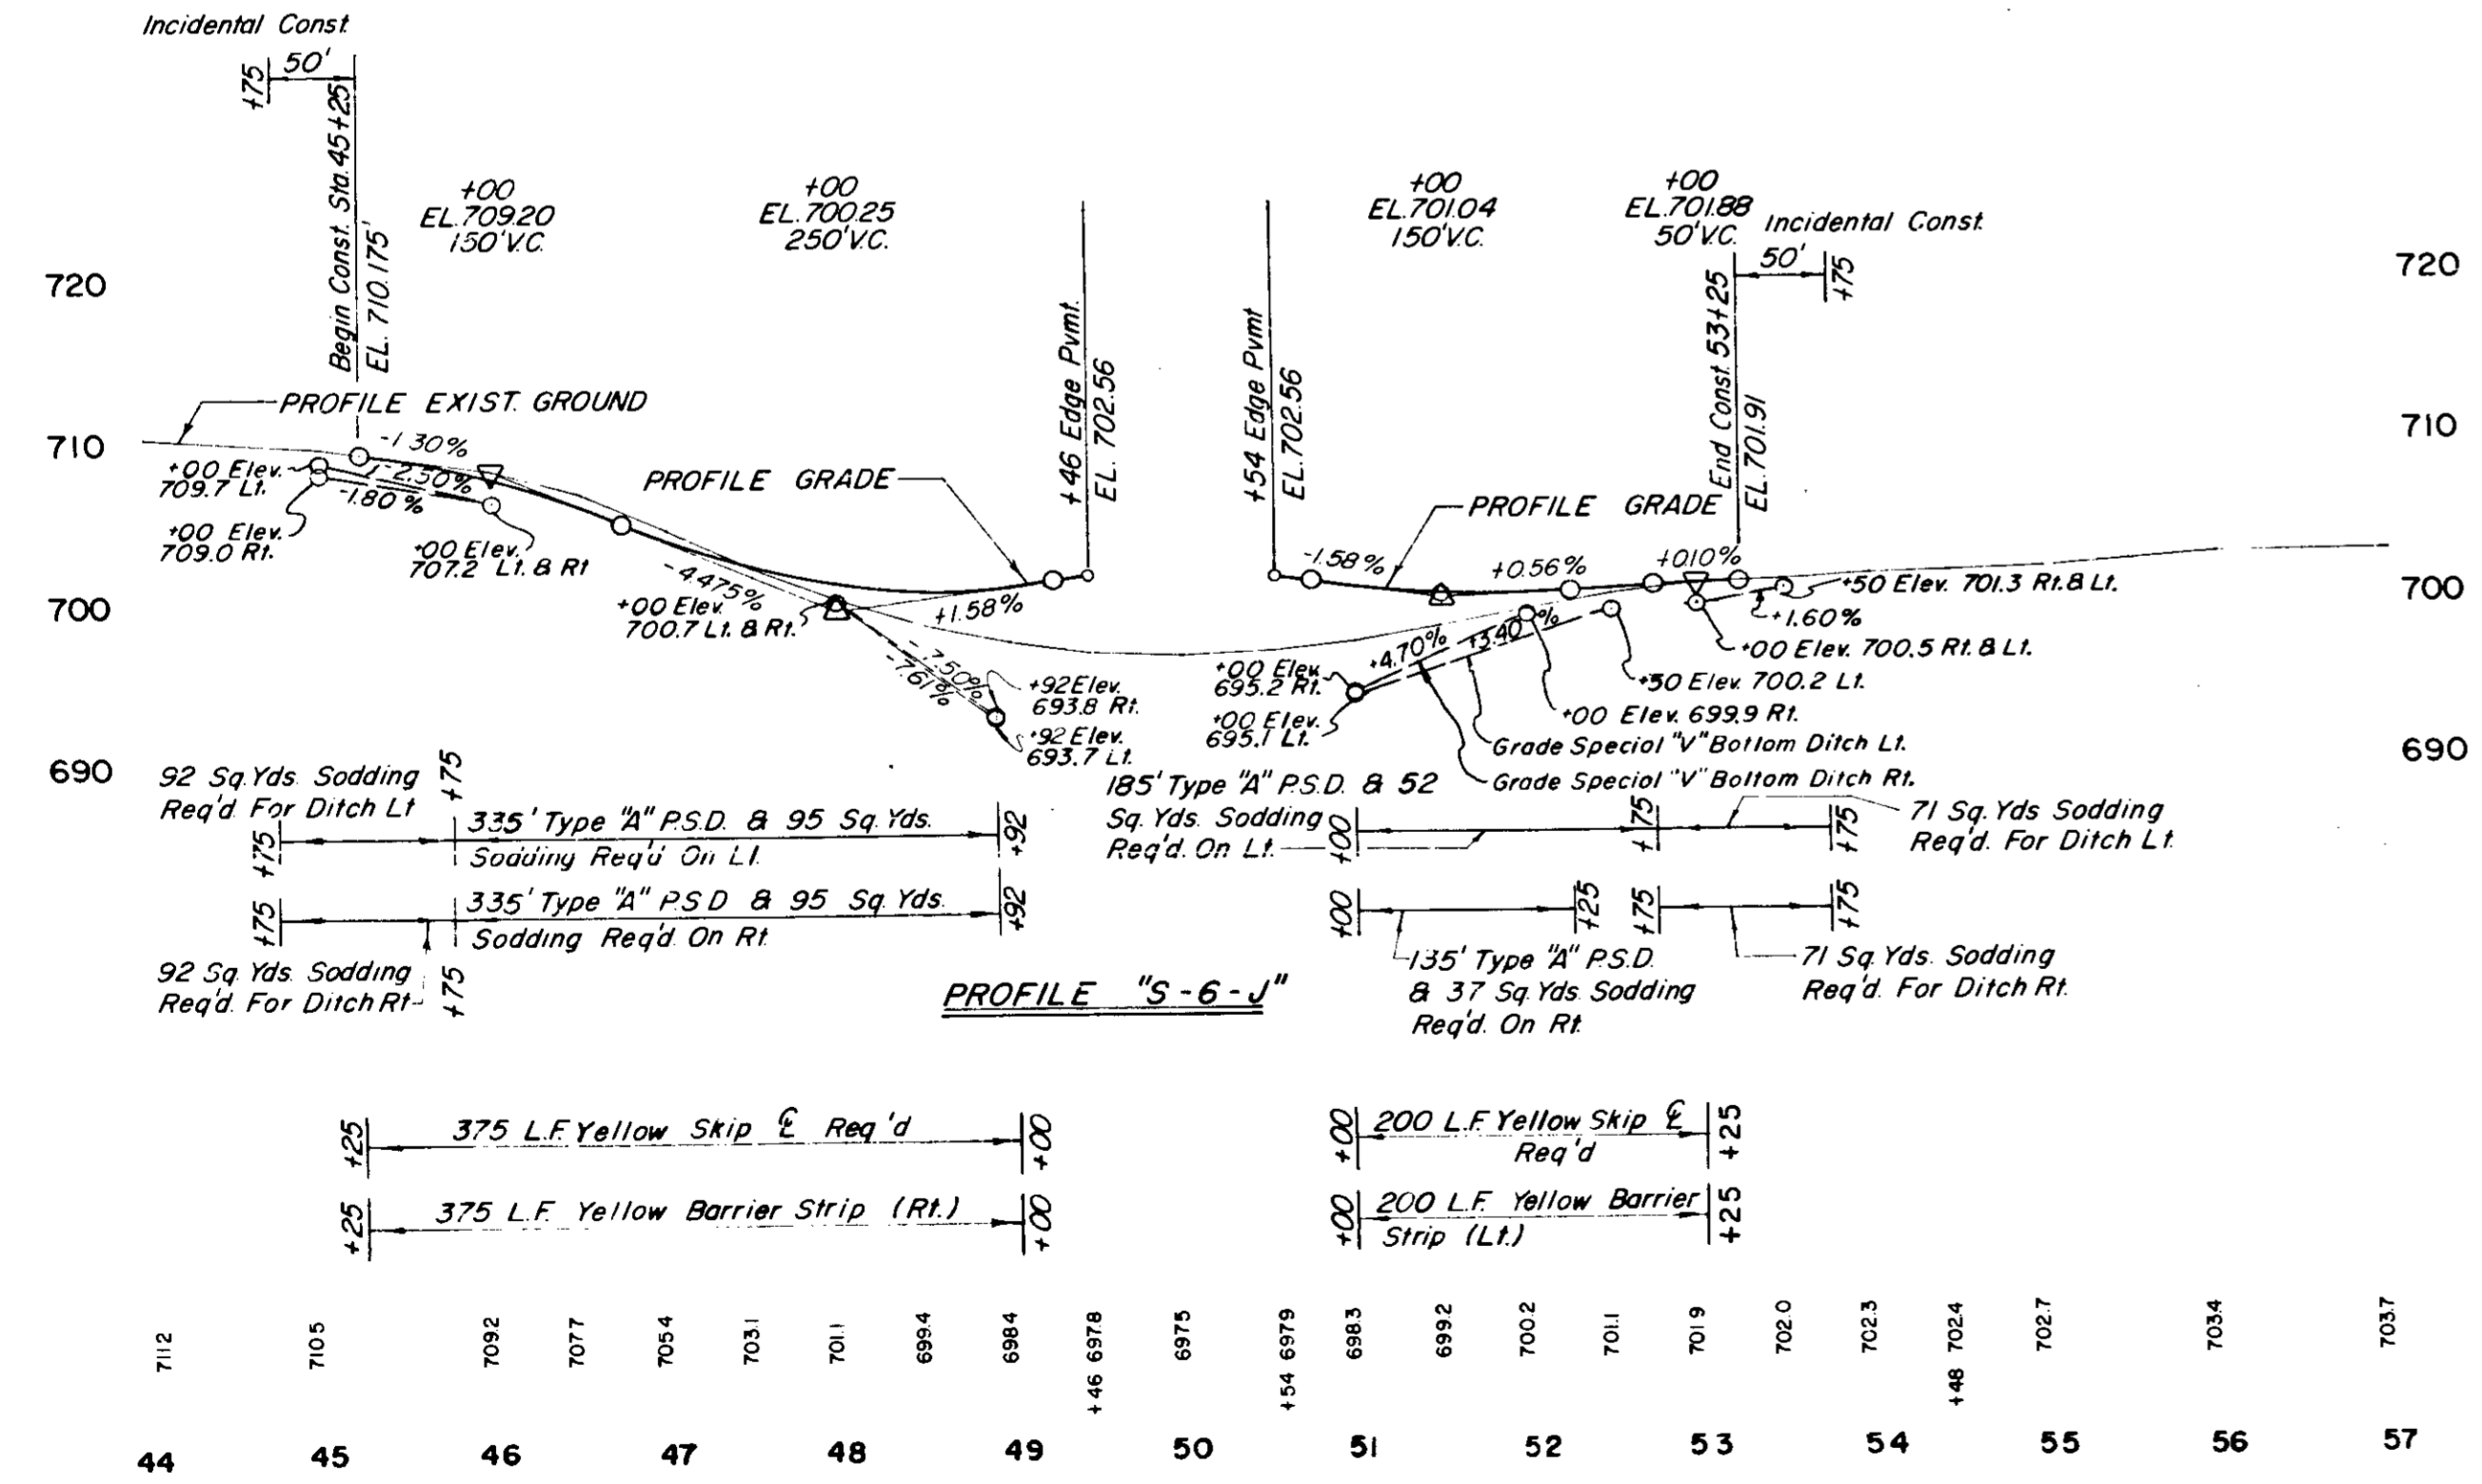 Incidental Const.
50'
+75
Begin Const. Sta. 45+25
EL. 710.175'
+00
EL. 709.20
150' V.C.
+00
EL. 700.25
250' V.C.
+46 Edge Pvmt.
EL. 702.56
+54 Edge Pvmt
EL. 702.56
+00
EL. 701.04
150' V.C.
+00
EL. 701.88
50' V.C.
Incidental Const.
50'
+75
End Const. 53+25
EL. 701.91
720
720
710
710
700
700
690
690
PROFILE EXIST. GROUND
-1.30%
-2.50%
-1.80%
+00 Elev.
709.7 Lt.
+00 Elev.
709.0 Rt.
+00 Elev.
707.2 Lt. & Rt
PROFILE GRADE
-4.475%
+1.58%
+00 Elev.
700.7 Lt. & Rt.
-7.50%
-7.61%
+92 Elev.
693.8 Rt.
+92 Elev.
693.7 Lt.
PROFILE GRADE
-1.58%
+0.56%
+0.10%
+50 Elev. 701.3 Rt. & Lt.
+1.60%
+00 Elev. 700.5 Rt. & Lt.
+4.70%
+3.40%
+50 Elev. 700.2 Lt.
+00 Elev. 699.9 Rt.
+00 Elev.
695.2 Rt.
+00 Elev.
695.1 Lt.
Grade Special "V" Bottom Ditch Lt.
Grade Special "V" Bottom Ditch Rt.
92 Sq. Yds. Sodding
Req'd. For Ditch Lt
+75
+75
335' Type "A" P.S.D. & 95 Sq. Yds.
Sodding Req'd On Lt.
+92
+75
335' Type "A" P.S.D & 95 Sq. Yds.
Sodding Req'd. On Rt.
+92
92 Sq. Yds. Sodding
Req'd. For Ditch Rt
+75
185' Type "A" P.S.D. & 52
Sq. Yds. Sodding
Req'd. On Lt.
+00
+75
+75
71 Sq. Yds Sodding
Req'd. For Ditch Lt.
+00
+25
+75
+75
135' Type "A" P.S.D.
& 37 Sq. Yds. Sodding
Req'd. On Rt.
71 Sq. Yds. Sodding
Req'd. For Ditch Rt.
PROFILE "S-6-J"
+25
375 L.F. Yellow Skip ℄ Req'd
+00
+00
200 L.F. Yellow Skip ℄
Req'd
+25
+25
375 L.F. Yellow Barrier Strip (Rt.)
+00
+00
200 L.F. Yellow Barrier
Strip (Lt.)
+25
711.2
710.5
709.2
707.7
705.4
703.1
701.1
699.4
698.4
+46 697.8
697.5
+54 697.9
698.3
699.2
700.2
701.1
701.9
702.0
702.3
+48 702.4
702.7
703.4
703.7
44 45 46 47 48 49 50 51 52 53 54 55 56 57